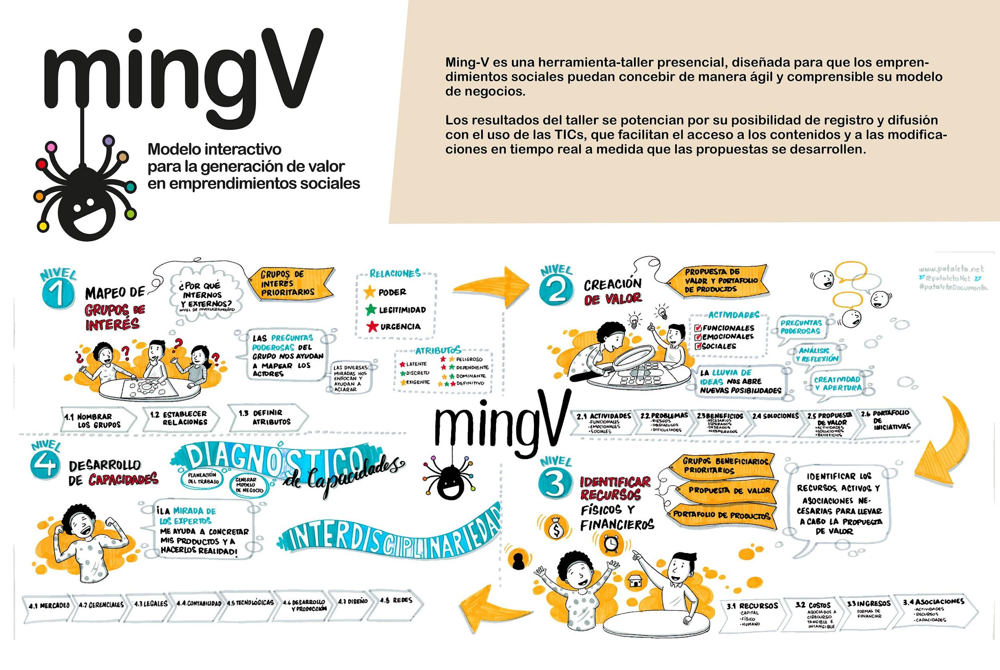 mingV
Modelo interactivo
para la generación de valor
en emprendimientos sociales
Ming-V es una herramienta-taller presencial, diseñada para que los empren-
dimientos sociales puedan concebir de manera ágil y comprensible su modelo
de negocios.
Los resultados del taller se potencian por su posibilidad de registro y difusión
con el uso de las TICs, que facilitan el acceso a los contenidos y a las modifica-
ciones en tiempo real a medida que las propuestas se desarrollen.
NIVEL
1
MAPEO DE
GRUPOS DE
INTERÉS
¿POR QUÉ
INTERNOS
Y EXTERNOS?
NIVEL DE INVOLUCRAMIENTO
GRUPOS DE
INTERÉS
PRIORITARIOS
RELACIONES
PODER
LEGITIMIDAD
URGENCIA
¿ ? ? ?
LAS PREGUNTAS
PODEROSAS DEL
GRUPO NOS AYUDAN
A MAPEAR LOS
ACTORES
LAS DIVERSAS
MIRADAS NOS
ENFOCAN Y
AYUDAN A
ACLARAR
ATRIBUTOS
LATENTE
DISCRETO
EXIGENTE
PELIGROSO
DEPENDIENTE
DOMINANTE
DEFINITIVO
1.1 NOMBRAR
LOS GRUPOS
1.2 ESTABLECER
RELACIONES
1.3 DEFINIR
ATRIBUTOS
NIVEL
2
CREACIÓN
DE VALOR
PROPUESTA DE
VALOR Y PORTAFOLIO
DE PRODUCTOS
www.pataleta.net
@pataletaNet
#pataletaDocumenta
ACTIVIDADES
FUNCIONALES
EMOCIONALES
SOCIALES
PREGUNTAS
PODEROSAS
ANÁLISIS
Y REFLEXIÓN
CREATIVIDAD
Y APERTURA
LA LLUVIA DE
IDEAS NOS ABRE
NUEVAS POSIBILIDADES
2.1 ACTIVIDADES
·FUNCIONALES
·EMOCIONALES
·SOCIALES
2.2 PROBLEMAS
·RIESGOS
·OBSTÁCULOS
·DIFICULTADES
2.3 BENEFICIOS
·NECESARIOS
ESPERADOS
·DESEADOS
·INESPERADOS
2.4 SOLUCIONES
2.5 PROPUESTA
DE VALOR
·ACTIVIDADES
·SOLUCIONES
·BENEFICIOS
2.6 PORTAFOLIO
DE
INICIATIVAS
mingV
NIVEL
3
IDENTIFICAR
RECURSOS
FÍSICOS Y
FINANCIEROS
GRUPOS BENEFICIARIOS
PRIORITARIOS
PROPUESTA DE VALOR
PORTAFOLIO DE PRODUCTOS
IDENTIFICAR LOS
RECURSOS, ACTIVOS Y
ASOCIACIONES NE-
CESARIAS PARA LLEVAR
A CABO LA PROPUESTA
DE VALOR
$
3.1 RECURSOS
·CAPITAL
·FÍSICO
·HUMANO
3.2 COSTOS
ASOCIADOS A
C/RECURSO
TANGIBLE E
INTANGIBLE
3.3 INGRESOS
FORMAS DE
FINANCIAR
3.4 ASOCIACIONES
·ACTIVIDADES
·RECURSOS
·CAPACIDADES
NIVEL
4
DESARROLLO
DE CAPACIDADES
DIAGNÓSTICO
de Capacidades
PLANEACIÓN
DEL TRABAJO
GENERAR
MODELO
DE NEGOCIO
¡LA MIRADA DE
LOS EXPERTOS
ME AYUDA A CONCRETAR
MIS PRODUCTOS Y A
HACERLOS REALIDAD!
INTERDISCIPLINARIEDAD
4.1 MERCADEO
4.2 GERENCIALES
4.3 LEGALES
4.4 CONTABILIDAD
4.5 TECNOLÓGICAS
4.6 DESARROLLO
Y PRODUCCIÓN
4.7 DISEÑO
4.8 REDES